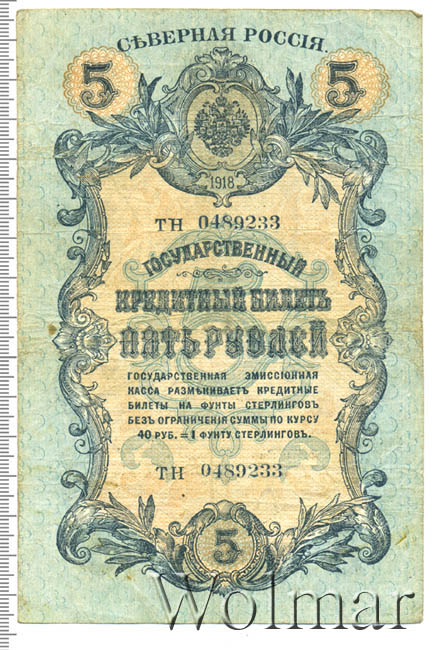 СѢВЕРНАЯ РОССІЯ.
5 5
1918
ТН 0489233
ГОСУДАРСТВЕННЫЙ
КРЕДИТНЫЙ БИЛЕТЪ
ПЯТЬ РУБЛЕЙ
ГОСУДАРСТВЕННАЯ ЭМИССІОННАЯ
КАССА РАЗМѢНИВАЕТЪ КРЕДИТНЫЕ
БИЛЕТЫ НА ФУНТЫ СТЕРЛИНГОВЪ
БЕЗЪ ОГРАНИЧЕНІЯ СУММЫ ПО КУРСУ
40 РУБ. = 1 ФУНТУ СТЕРЛИНГОВЪ.
ТН 0489233
5
Wolmar